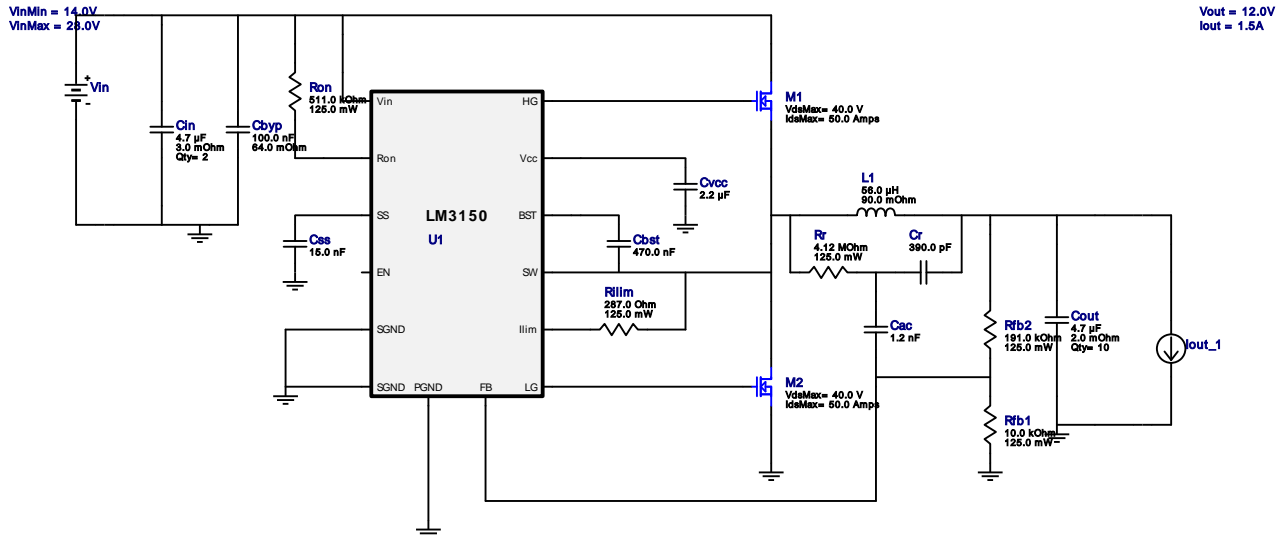 VinMin = 14.0V
VinMax = 28.0V
Vout = 12.0V
Iout = 1.5A
Vin
+
-
Cin
4.7 µF
3.0 mOhm
Qty= 2
Cbyp
100.0 nF
64.0 mOhm
Ron
511.0 kOhm
125.0 mW
Css
15.0 nF
Vin
Ron
SS
EN
SGND
SGND
PGND
FB
HG
Vcc
BST
SW
Ilim
LG
LM3150
U1
Cvcc
2.2 µF
Cbst
470.0 nF
Rilim
287.0 Ohm
125.0 mW
M1
VdsMax= 40.0 V
IdsMax= 50.0 Amps
M2
VdsMax= 40.0 V
IdsMax= 50.0 Amps
L1
56.0 µH
90.0 mOhm
Rr
4.12 MOhm
125.0 mW
Cr
390.0 pF
Cac
1.2 nF
Rfb2
191.0 kOhm
125.0 mW
Rfb1
10.0 kOhm
125.0 mW
Cout
4.7 µF
2.0 mOhm
Qty= 10
Iout_1